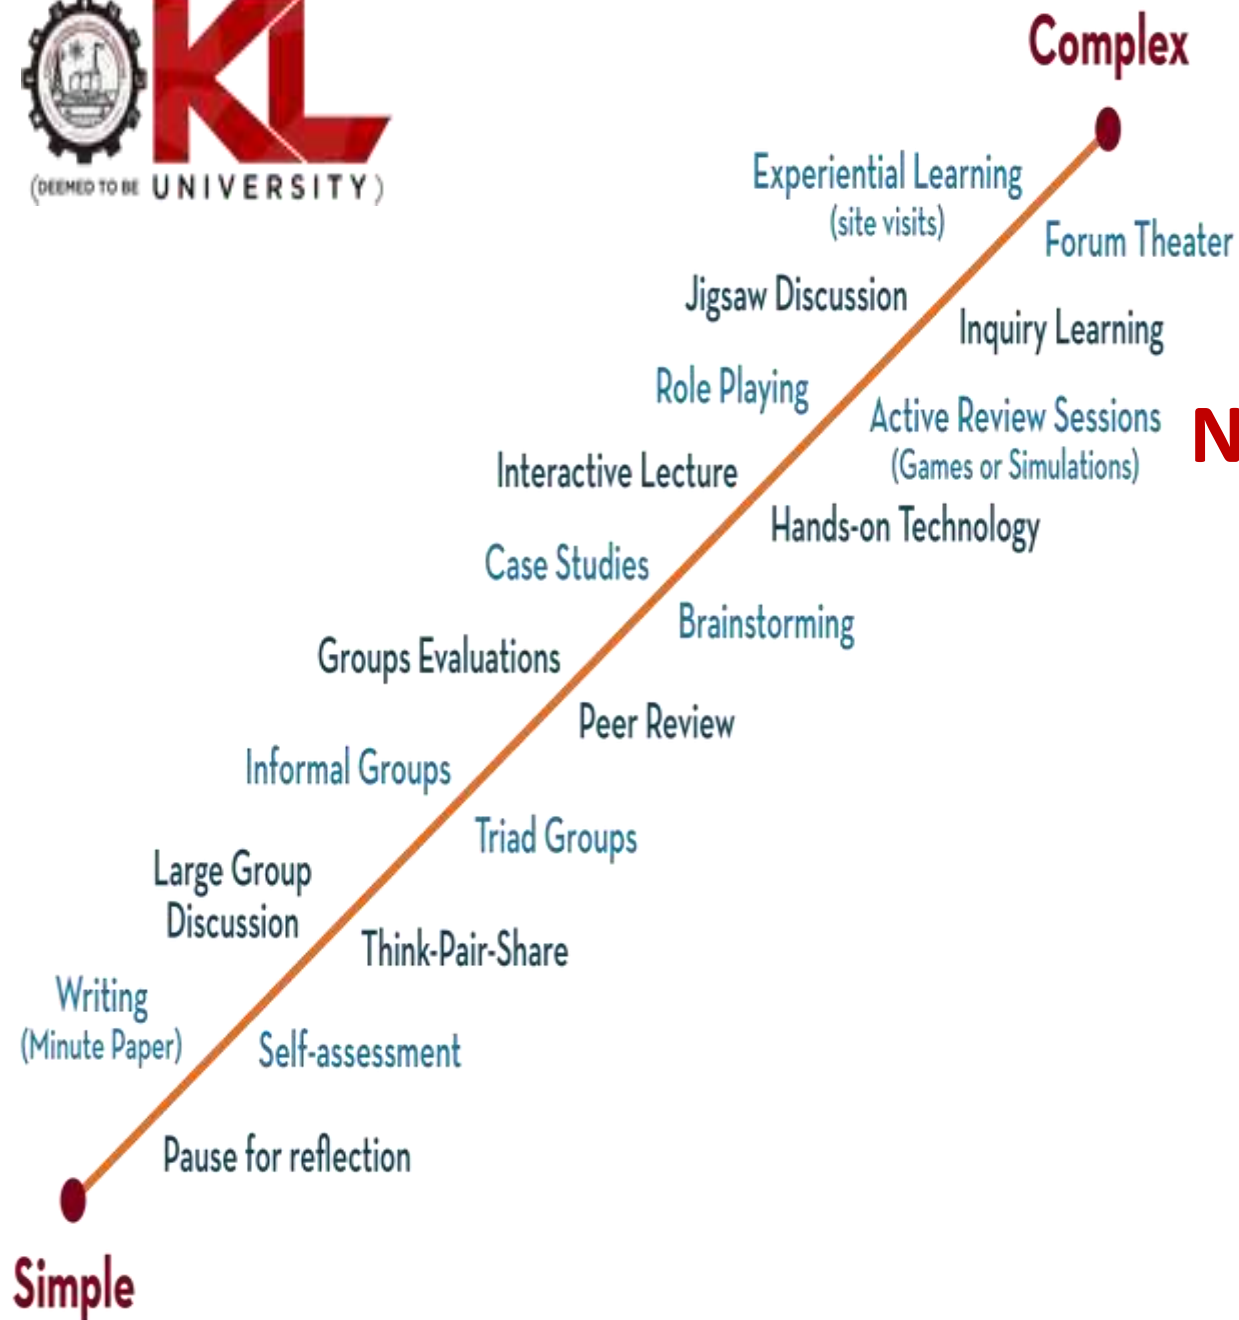 KL
(DEEMED TO BE UNIVERSITY)
Complex
Experiential Learning
(site visits)
Forum Theater
Jigsaw Discussion
Inquiry Learning
Role Playing
Active Review Sessions
(Games or Simulations)
N
Interactive Lecture
Hands-on Technology
Case Studies
Brainstorming
Groups Evaluations
Peer Review
Informal Groups
Triad Groups
Large Group
Discussion
Think-Pair-Share
Writing
(Minute Paper)
Self-assessment
Pause for reflection
Simple